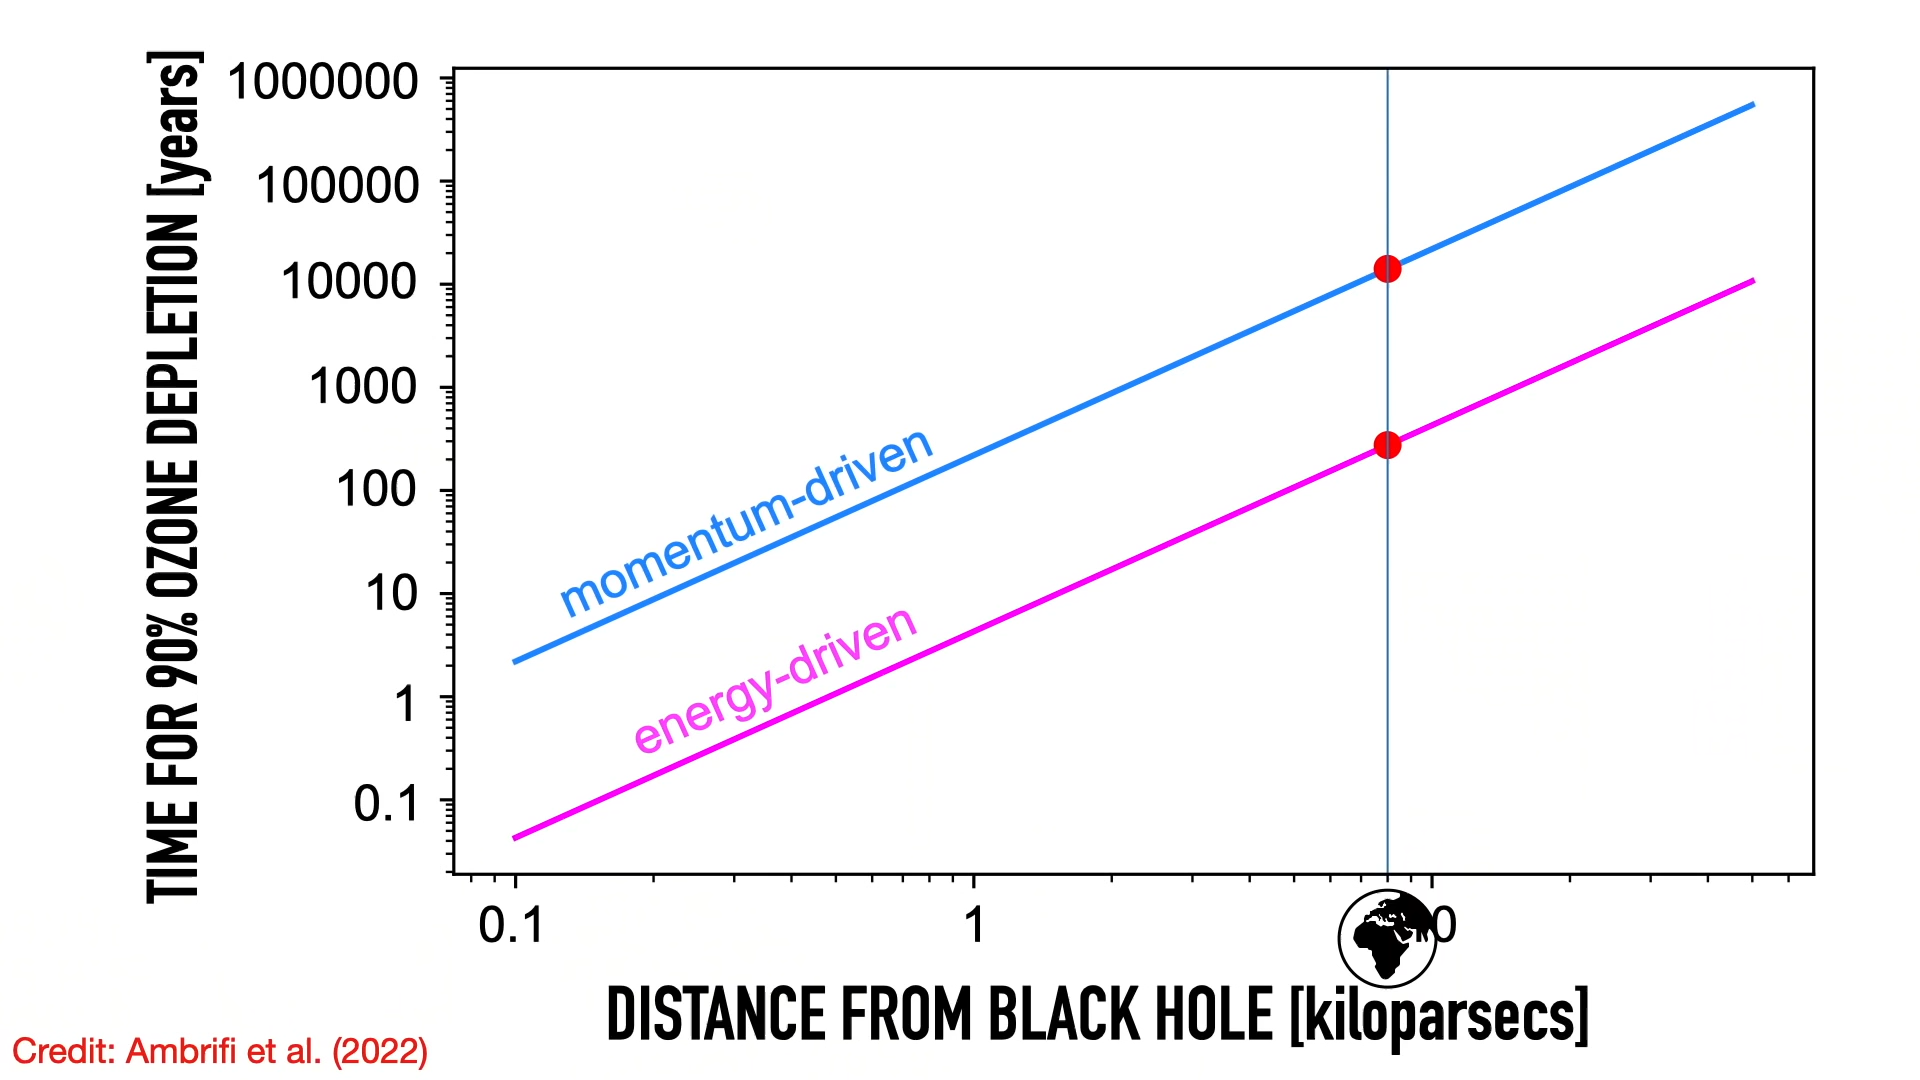 TIME FOR 90% OZONE DEPLETION [years]
1000000
100000
10000
1000
100
10
1
0.1
momentum-driven
energy-driven
0.1
1
10
DISTANCE FROM BLACK HOLE [kiloparsecs]
Credit: Ambrifi et al. (2022)